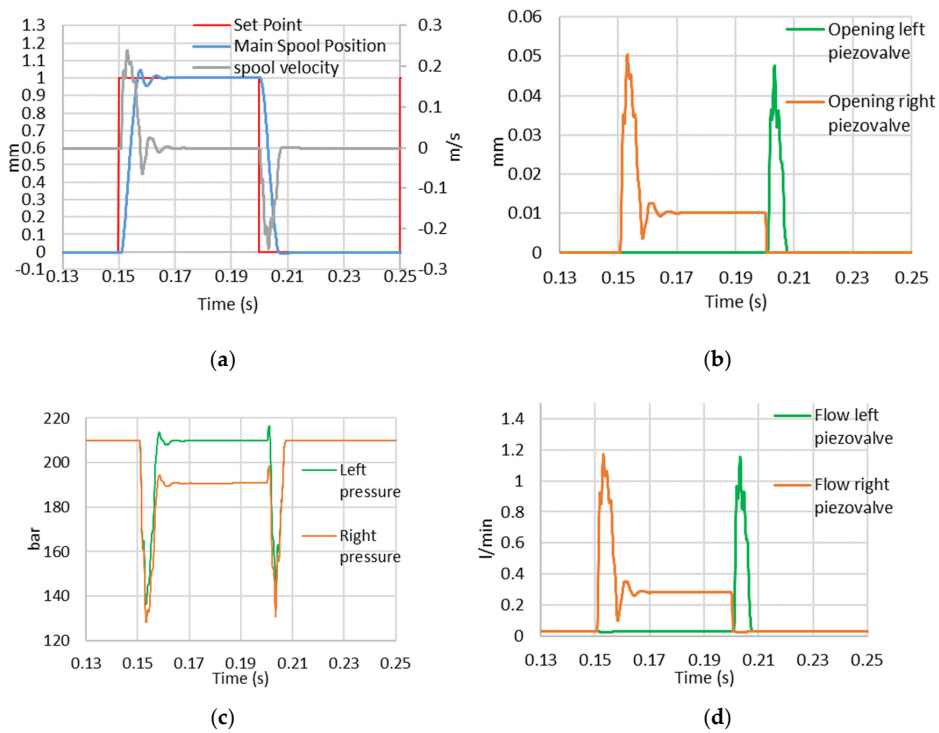 Set Point
Main Spool Position
spool velocity
1.3
1.2
1.1
1
0.9
0.8
0.7
0.6
0.5
0.4
0.3
0.2
0.1
0
-0.1
mm
0.3
0.2
0.1
0
-0.1
-0.2
-0.3
m/s
0.13 0.15 0.17 0.19 0.21 0.23 0.25
Time (s)
(a)
0.06
0.05
0.04
0.03
0.02
0.01
0
mm
Opening left
piezovalve
Opening right
piezovalve
0.13 0.15 0.17 0.19 0.21 0.23 0.25
Time (s)
(b)
220
200
180
160
140
120
bar
Left
pressure
Right
pressure
0.13 0.15 0.17 0.19 0.21 0.23 0.25
Time (s)
(c)
1.4
1.2
1
0.8
0.6
0.4
0.2
0
l/min
Flow left
piezovalve
Flow right
piezovalve
0.13 0.15 0.17 0.19 0.21 0.23 0.25
Time (s)
(d)